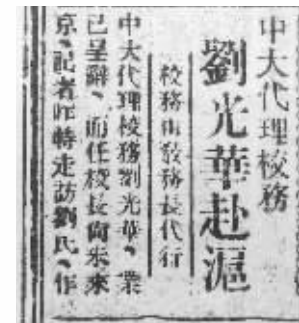 中大代理校務
劉光華赴滬
校務由教務長代行
中大代理校務劉光華、業
已呈辭、而任校長尚未來
京、記者昨特走訪劉氏、作